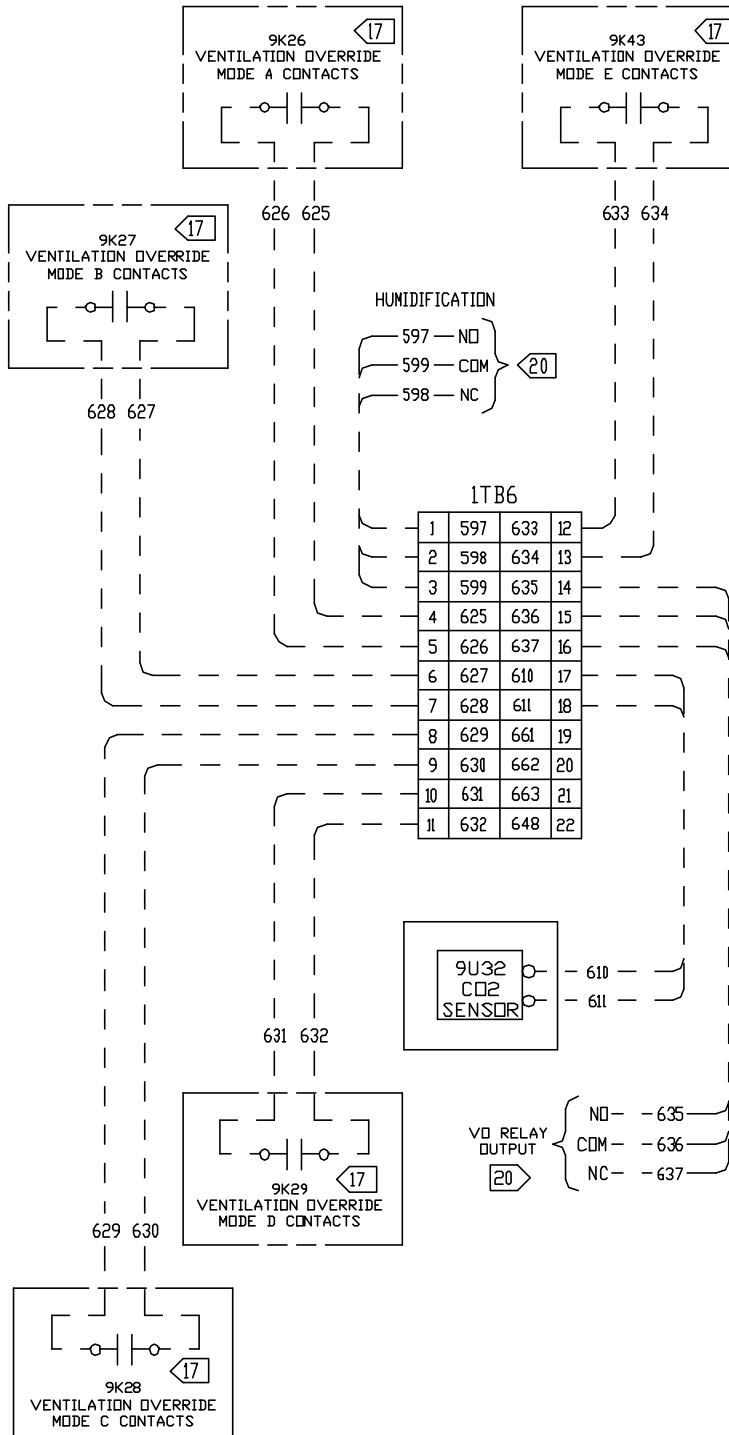 9K26
17
VENTILATION OVERRIDE
MODE A CONTACTS
9K43
17
VENTILATION OVERRIDE
MODE E CONTACTS
626 625
633 634
9K27
17
VENTILATION OVERRIDE
MODE B CONTACTS
628 627
HUMIDIFICATION
597 NO
599 COM
598 NC
20
1TB6
1 597 633 12
2 598 634 13
3 599 635 14
4 625 636 15
5 626 637 16
6 627 610 17
7 628 611 18
8 629 661 19
9 630 662 20
10 631 663 21
11 632 648 22
9U32
CO2
SENSOR
610
611
631 632
9K29
17
VENTILATION OVERRIDE
MODE D CONTACTS
VO RELAY
OUTPUT
20
NO 635
COM 636
NC 637
629 630
9K28
17
VENTILATION OVERRIDE
MODE C CONTACTS